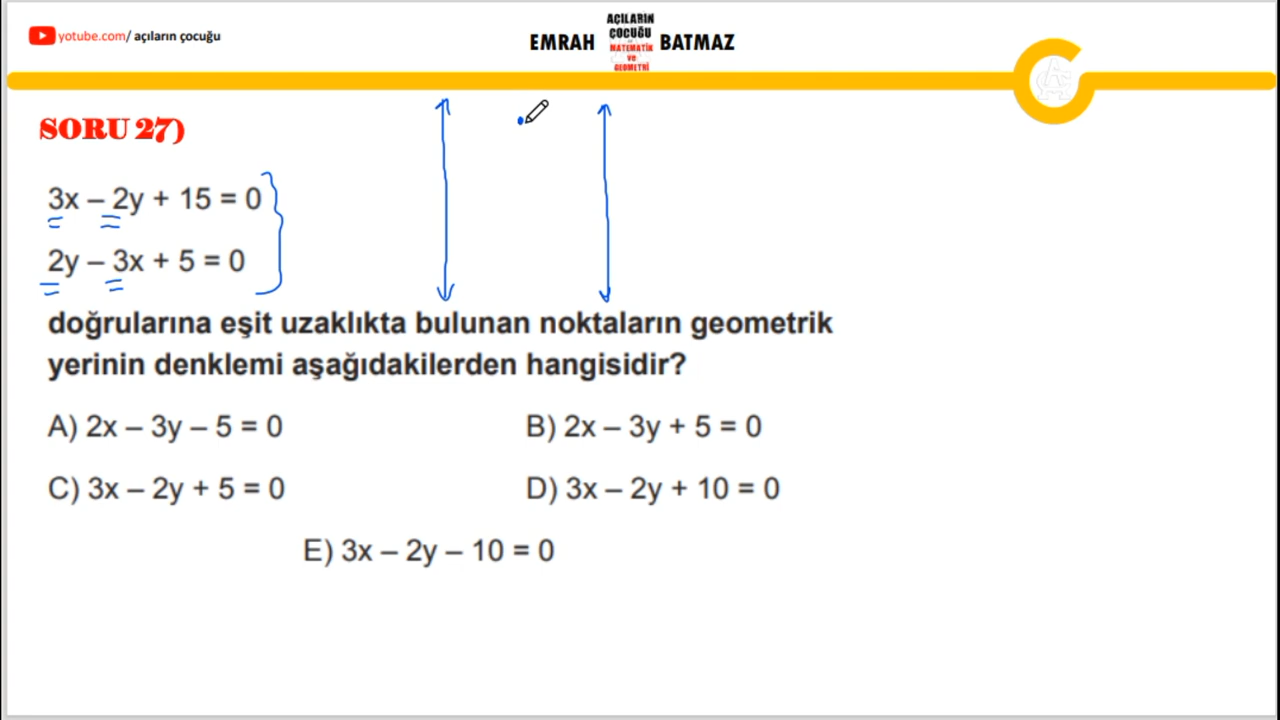 yotube.com/ açıların çocuğu
EMRAH
AÇILARIN
ÇOCUĞU
MATEMATİK
ve
GEOMETRİ
BATMAZ
SORU 27)
3x – 2y + 15 = 0
2y – 3x + 5 = 0
doğrularına eşit uzaklıkta bulunan noktaların geometrik
yerinin denklemi aşağıdakilerden hangisidir?
A) 2x – 3y – 5 = 0
B) 2x – 3y + 5 = 0
C) 3x – 2y + 5 = 0
D) 3x – 2y + 10 = 0
E) 3x – 2y – 10 = 0